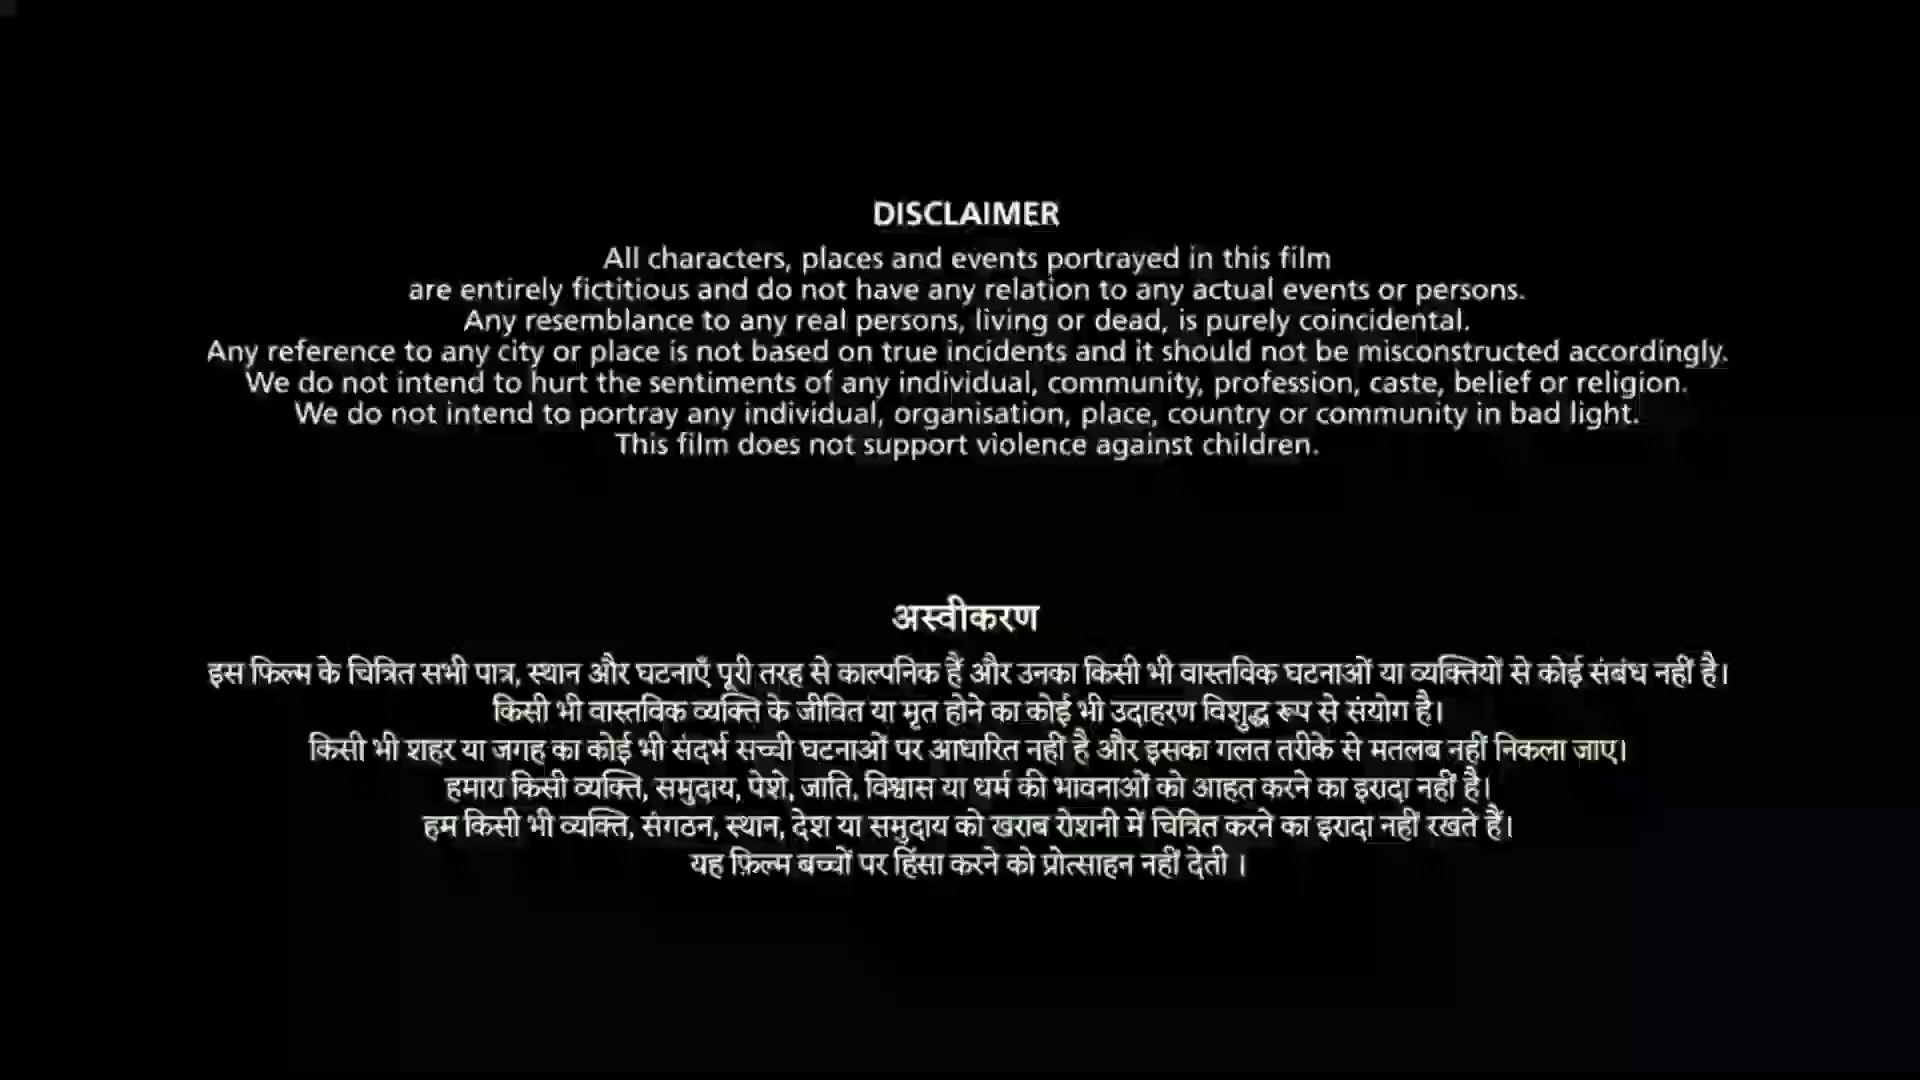 DISCLAIMER
All characters, places and events portrayed in this film
are entirely fictitious and do not have any relation to any actual events or persons.
Any resemblance to any real persons, living or dead, is purely coincidental.
Any reference to any city or place is not based on true incidents and it should not be misconstructed accordingly.
We do not intend to hurt the sentiments of any individual, community, profession, caste, belief or religion.
We do not intend to portray any individual, organisation, place, country or community in bad light.
This film does not support violence against children.
अस्वीकरण
इस फिल्म के चित्रित सभी पात्र, स्थान और घटनाएँ पूरी तरह से काल्पनिक हैं और उनका किसी भी वास्तविक घटनाओं या व्यक्तियों से कोई संबंध नहीं है।
किसी भी वास्तविक व्यक्ति के जीवित या मृत होने का कोई भी उदाहरण विशुद्ध रूप से संयोग है।
किसी भी शहर या जगह का कोई भी संदर्भ सच्ची घटनाओं पर आधारित नहीं है और इसका गलत तरीके से मतलब नहीं निकला जाए।
हमारा किसी व्यक्ति, समुदाय, पेशे, जाति, विश्वास या धर्म की भावनाओं को आहत करने का इरादा नहीं है।
हम किसी भी व्यक्ति, संगठन, स्थान, देश या समुदाय को खराब रोशनी में चित्रित करने का इरादा नहीं रखते हैं।
यह फ़िल्म बच्चों पर हिंसा करने को प्रोत्साहन नहीं देती ।